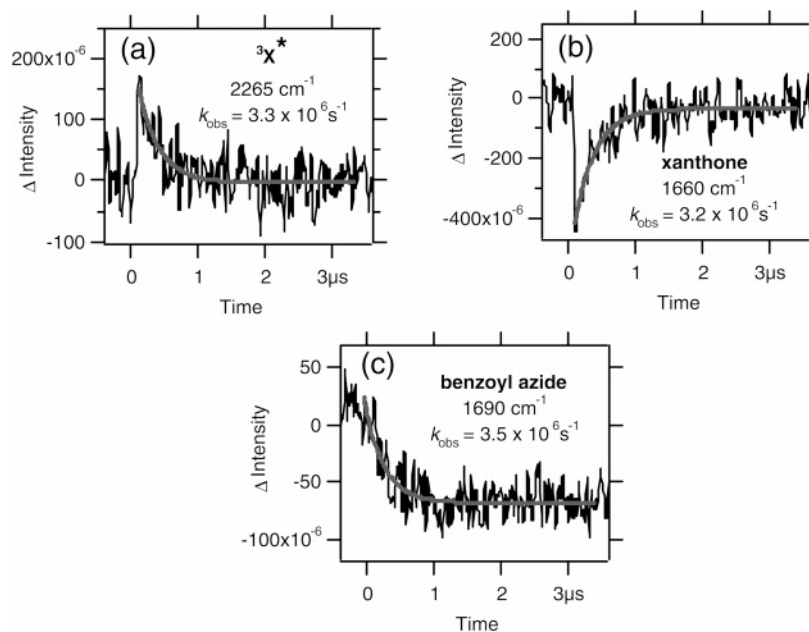 (a)
³X*
2265 cm⁻¹
k_obs = 3.3 x 10⁶s⁻¹
200x10⁻⁶
100
0
-100
Δ Intensity
0 1 2 3μs
Time
(b)
xanthone
1660 cm⁻¹
k_obs = 3.2 x 10⁶s⁻¹
200
0
-200
-400x10⁻⁶
Δ Intensity
0 1 2 3μs
Time
(c)
benzoyl azide
1690 cm⁻¹
k_obs = 3.5 x 10⁶s⁻¹
50
0
-50
-100x10⁻⁶
Δ Intensity
0 1 2 3μs
Time